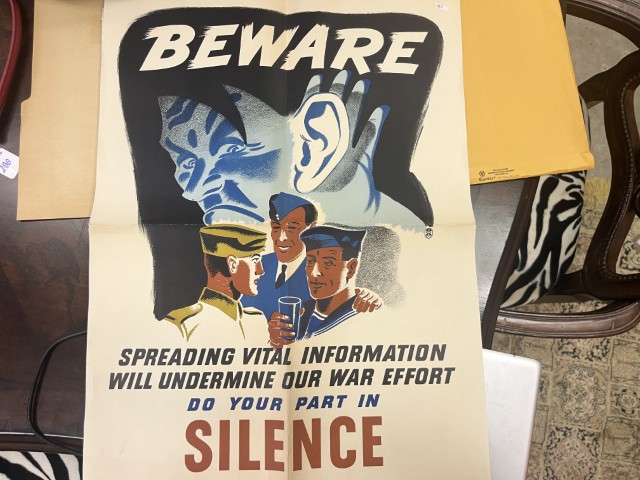 BEWARE
SPREADING VITAL INFORMATION
WILL UNDERMINE OUR WAR EFFORT
DO YOUR PART IN
SILENCE